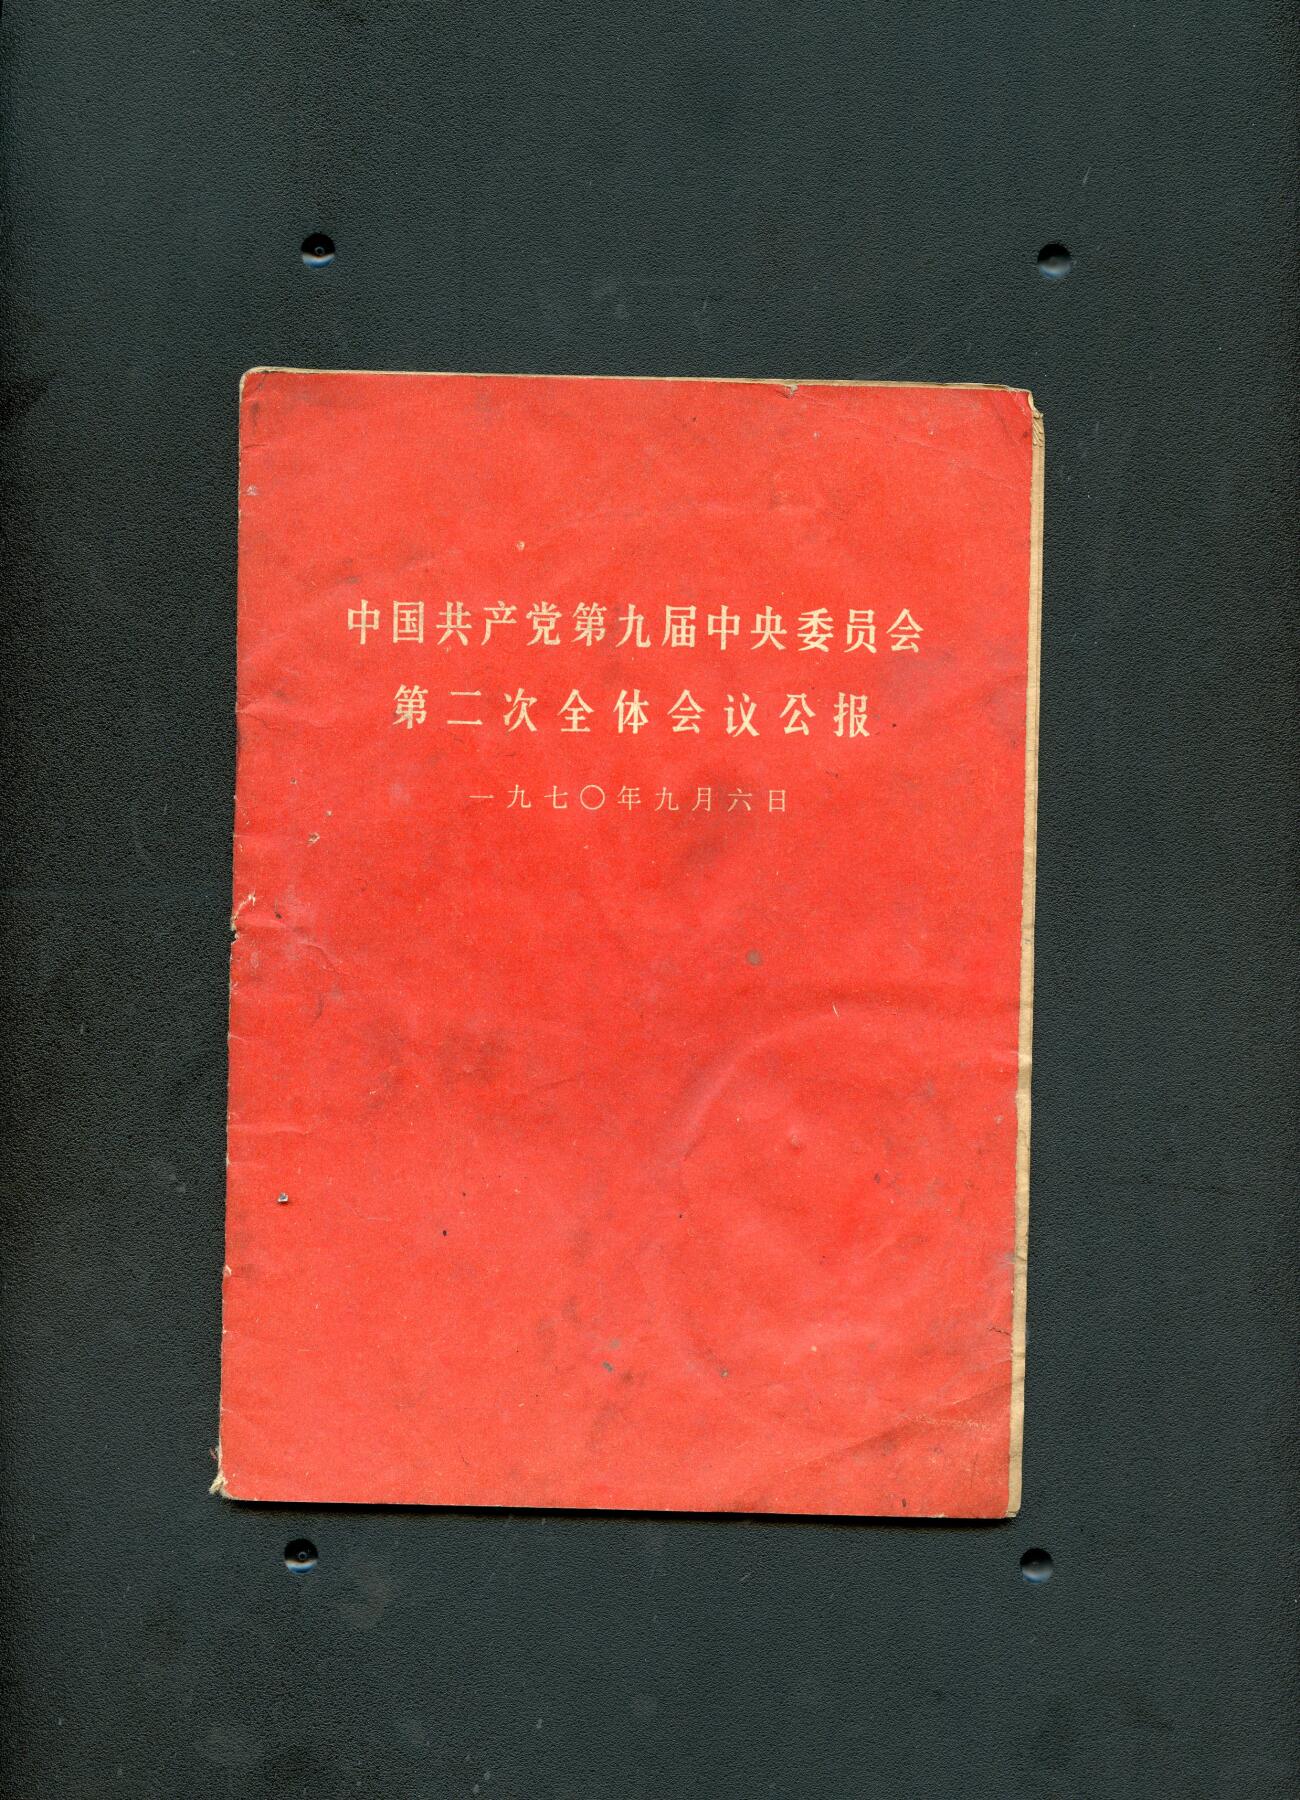 中国共产党第九届中央委员会
第二次全体会议公报
一九七〇年九月六日